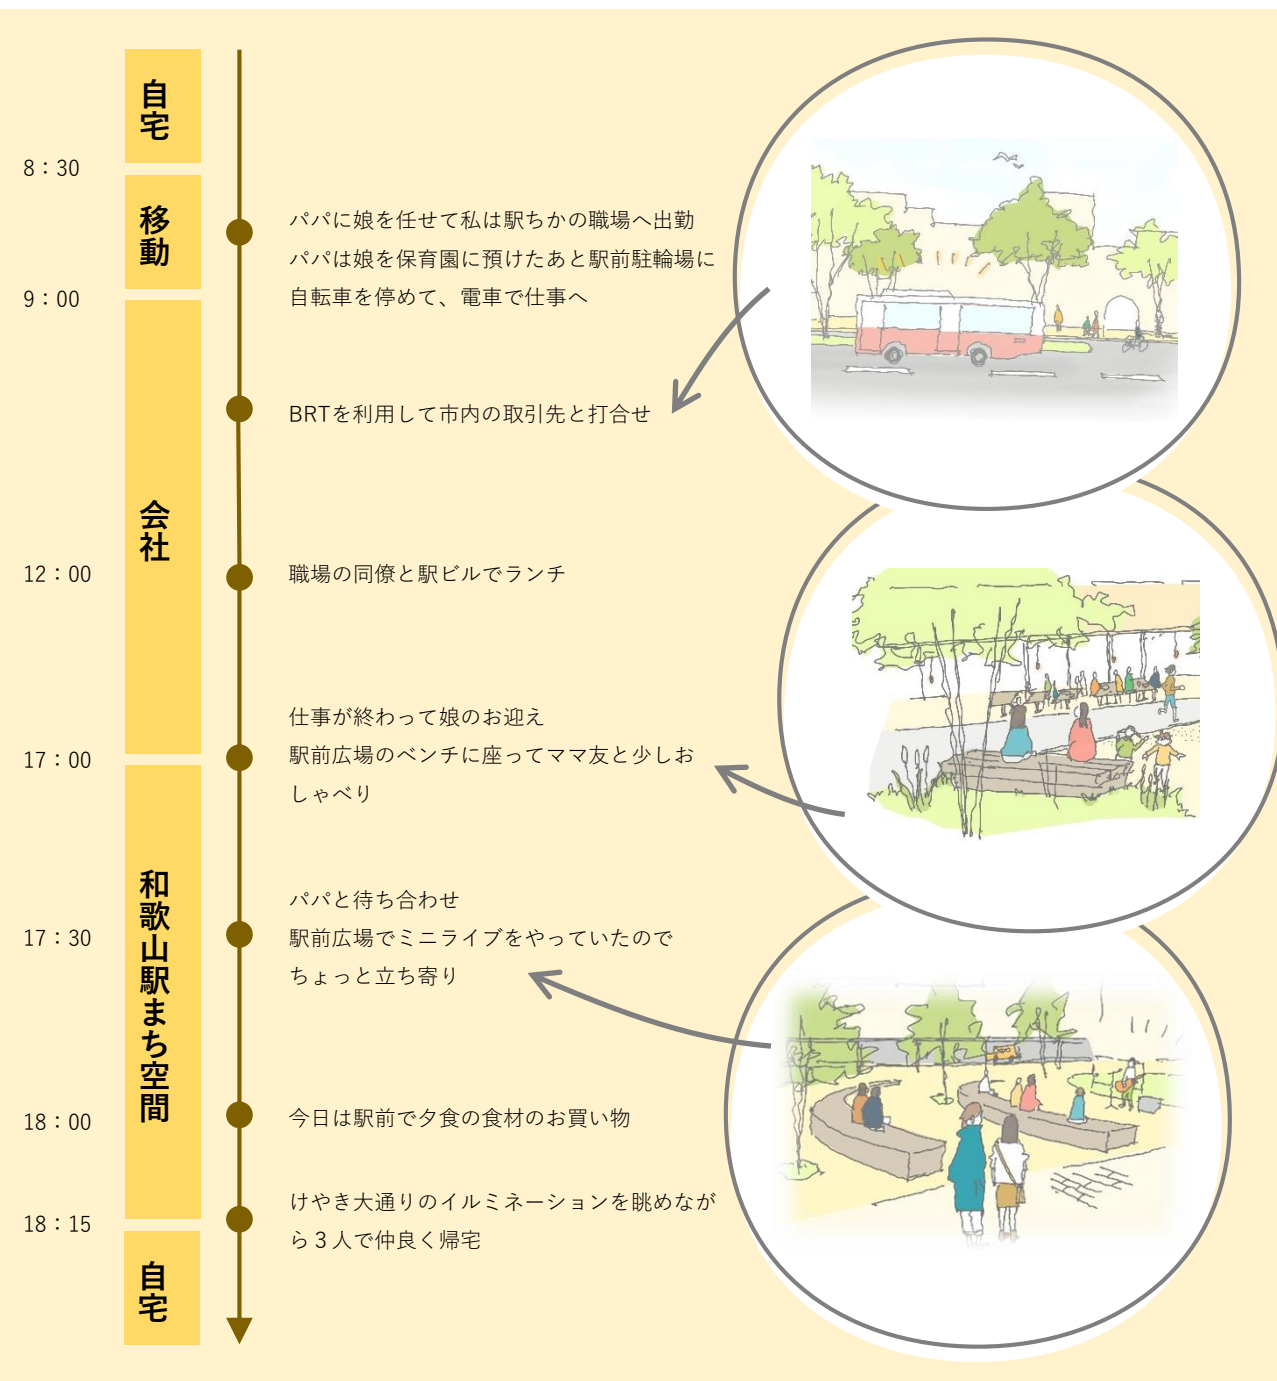 自宅
8：30
移動
パパに娘を任せて私は駅ちかの職場へ出勤
パパは娘を保育園に預けたあと駅前駐輪場に
自転車を停めて、電車で仕事へ
9：00
会社
BRTを利用して市内の取引先と打合せ
12：00
職場の同僚と駅ビルでランチ
仕事が終わって娘のお迎え
駅前広場のベンチに座ってママ友と少しお
しゃべり
17：00
和歌山駅まち空間
パパと待ち合わせ
駅前広場でミニライブをやっていたので
ちょっと立ち寄り
17：30
18：00
今日は駅前で夕食の食材のお買い物
18：15
けやき大通りのイルミネーションを眺めなが
ら３人で仲良く帰宅
自宅